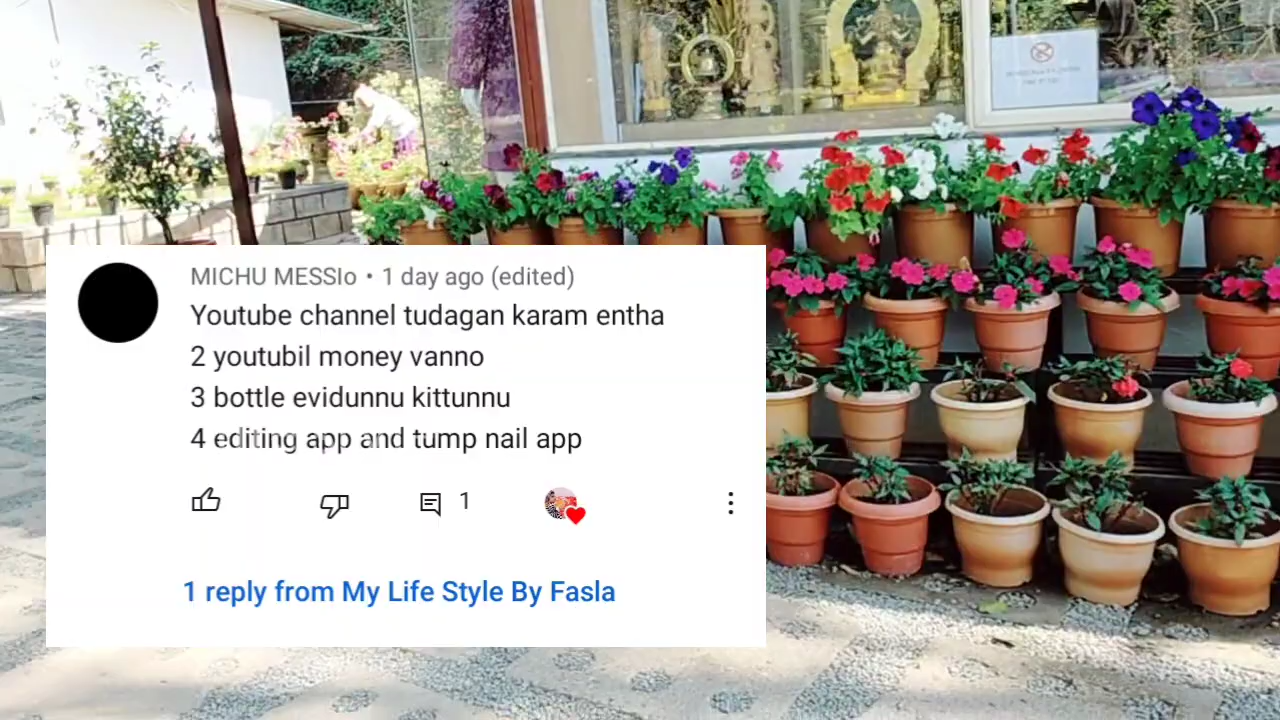 MICHU MESSIo • 1 day ago (edited)
Youtube channel tudagan karam entha
2 youtubil money vanno
3 bottle evidunnu kittunnu
4 editing app and tump nail app
1
1 reply from My Life Style By Fasla